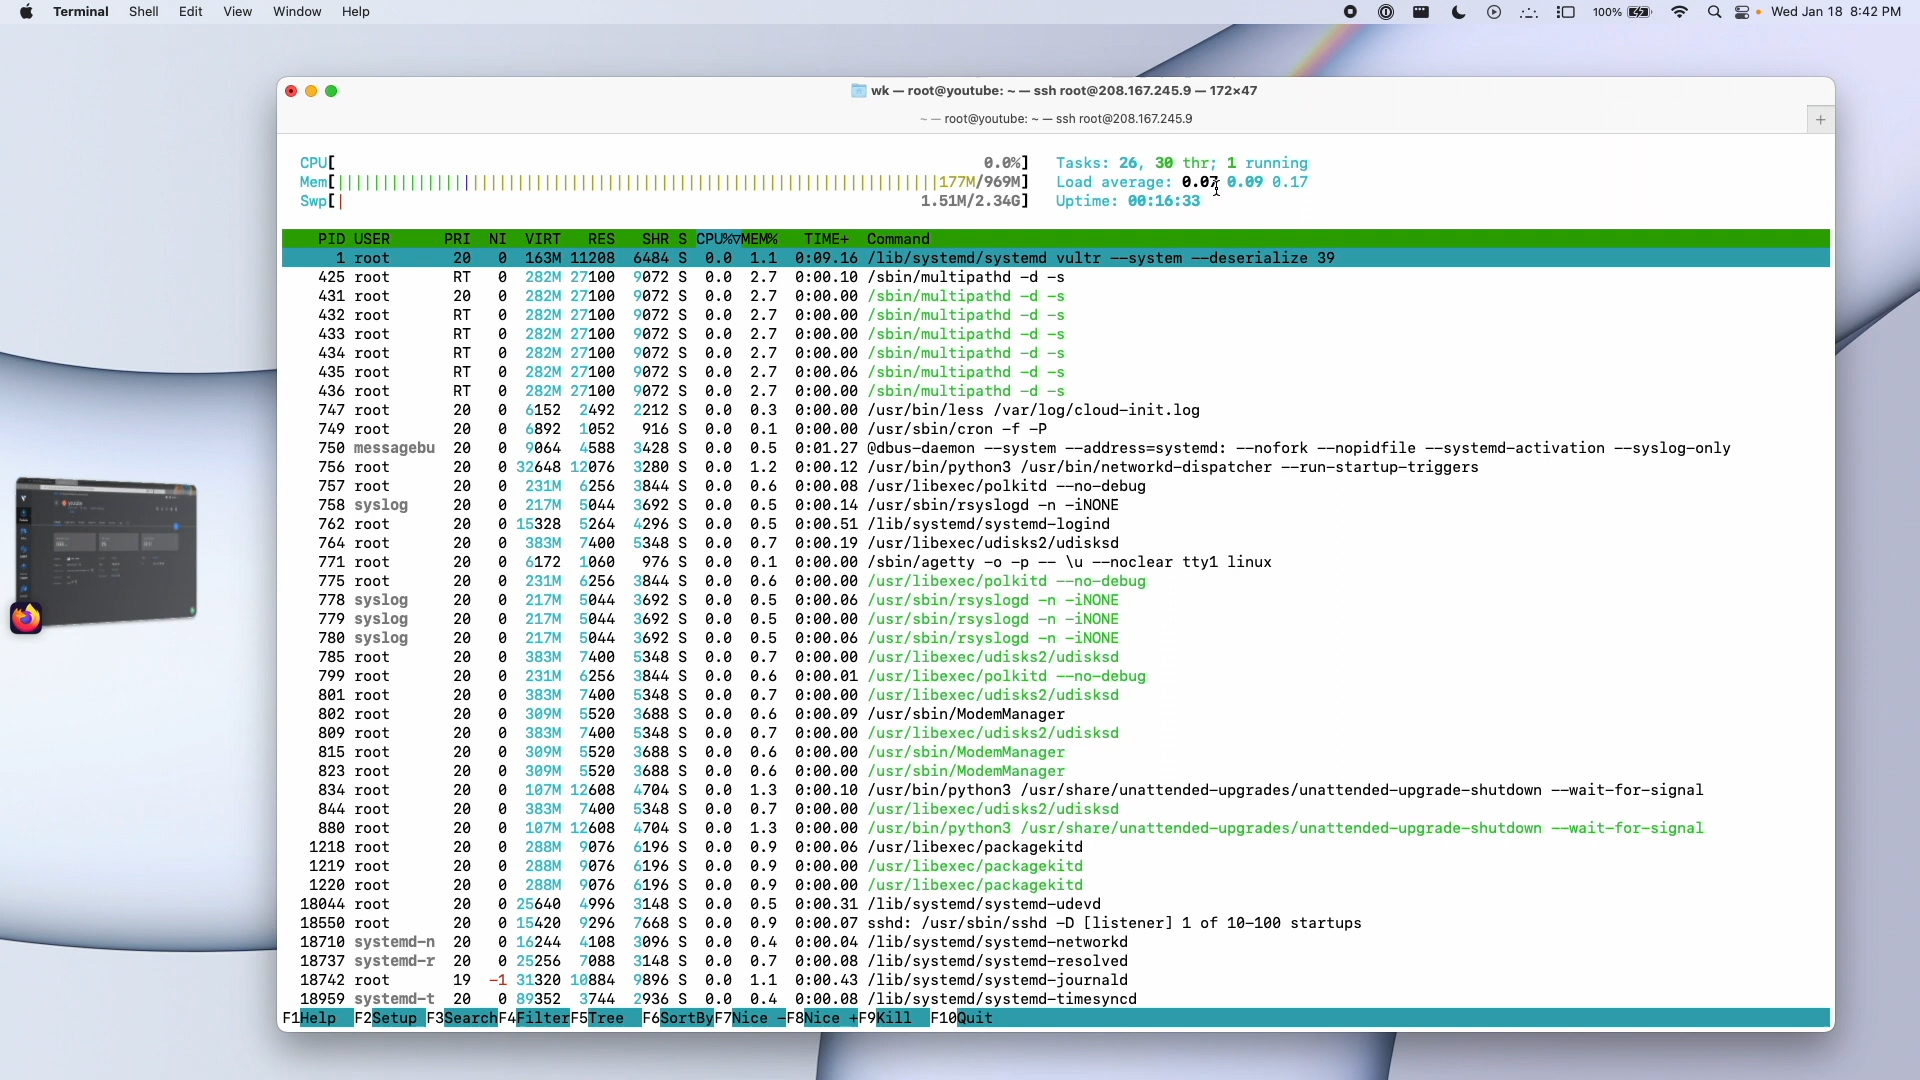 Terminal Shell Edit View Window Help 100% Wed Jan 18 8:42 PM
wk — root@youtube: ~ — ssh root@208.167.245.9 — 172×47
~ — root@youtube: ~ — ssh root@208.167.245.9 +
CPU[ 0.0%] Tasks: 26, 30 thr; 1 running
Mem[||||||||||||||||||||||||||||||||||||||||||||||||||||||||||||||||||177M/969M] Load average: 0.07 0.09 0.17
Swp[| 1.51M/2.34G] Uptime: 00:16:33
PID USER PRI NI VIRT RES SHR S CPU%▽MEM% TIME+ Command
1 root 20 0 163M 11208 6484 S 0.0 1.1 0:09.16 /lib/systemd/systemd vultr --system --deserialize 39
425 root RT 0 282M 27100 9072 S 0.0 2.7 0:00.10 /sbin/multipathd -d -s
431 root 20 0 282M 27100 9072 S 0.0 2.7 0:00.00 /sbin/multipathd -d -s
432 root RT 0 282M 27100 9072 S 0.0 2.7 0:00.00 /sbin/multipathd -d -s
433 root RT 0 282M 27100 9072 S 0.0 2.7 0:00.00 /sbin/multipathd -d -s
434 root RT 0 282M 27100 9072 S 0.0 2.7 0:00.00 /sbin/multipathd -d -s
435 root RT 0 282M 27100 9072 S 0.0 2.7 0:00.06 /sbin/multipathd -d -s
436 root RT 0 282M 27100 9072 S 0.0 2.7 0:00.00 /sbin/multipathd -d -s
747 root 20 0 6152 2492 2212 S 0.0 0.3 0:00.00 /usr/bin/less /var/log/cloud-init.log
749 root 20 0 6892 1052 916 S 0.0 0.1 0:00.00 /usr/sbin/cron -f -P
750 messagebu 20 0 9064 4588 3428 S 0.0 0.5 0:01.27 @dbus-daemon --system --address=systemd: --nofork --nopidfile --systemd-activation --syslog-only
756 root 20 0 32648 12076 3280 S 0.0 1.2 0:00.12 /usr/bin/python3 /usr/bin/networkd-dispatcher --run-startup-triggers
757 root 20 0 231M 6256 3844 S 0.0 0.6 0:00.08 /usr/libexec/polkitd --no-debug
758 syslog 20 0 217M 5044 3692 S 0.0 0.5 0:00.14 /usr/sbin/rsyslogd -n -iNONE
762 root 20 0 15328 5264 4296 S 0.0 0.5 0:00.51 /lib/systemd/systemd-logind
764 root 20 0 383M 7400 5348 S 0.0 0.7 0:00.19 /usr/libexec/udisks2/udisksd
771 root 20 0 6172 1060 976 S 0.0 0.1 0:00.00 /sbin/agetty -o -p -- \u --noclear tty1 linux
775 root 20 0 231M 6256 3844 S 0.0 0.6 0:00.00 /usr/libexec/polkitd --no-debug
778 syslog 20 0 217M 5044 3692 S 0.0 0.5 0:00.06 /usr/sbin/rsyslogd -n -iNONE
779 syslog 20 0 217M 5044 3692 S 0.0 0.5 0:00.00 /usr/sbin/rsyslogd -n -iNONE
780 syslog 20 0 217M 5044 3692 S 0.0 0.5 0:00.06 /usr/sbin/rsyslogd -n -iNONE
785 root 20 0 383M 7400 5348 S 0.0 0.7 0:00.00 /usr/libexec/udisks2/udisksd
799 root 20 0 231M 6256 3844 S 0.0 0.6 0:00.01 /usr/libexec/polkitd --no-debug
801 root 20 0 383M 7400 5348 S 0.0 0.7 0:00.00 /usr/libexec/udisks2/udisksd
802 root 20 0 309M 5520 3688 S 0.0 0.6 0:00.09 /usr/sbin/ModemManager
809 root 20 0 383M 7400 5348 S 0.0 0.7 0:00.00 /usr/libexec/udisks2/udisksd
815 root 20 0 309M 5520 3688 S 0.0 0.6 0:00.00 /usr/sbin/ModemManager
823 root 20 0 309M 5520 3688 S 0.0 0.6 0:00.00 /usr/sbin/ModemManager
834 root 20 0 107M 12608 4704 S 0.0 1.3 0:00.10 /usr/bin/python3 /usr/share/unattended-upgrades/unattended-upgrade-shutdown --wait-for-signal
844 root 20 0 383M 7400 5348 S 0.0 0.7 0:00.00 /usr/libexec/udisks2/udisksd
880 root 20 0 107M 12608 4704 S 0.0 1.3 0:00.00 /usr/bin/python3 /usr/share/unattended-upgrades/unattended-upgrade-shutdown --wait-for-signal
1218 root 20 0 288M 9076 6196 S 0.0 0.9 0:00.06 /usr/libexec/packagekitd
1219 root 20 0 288M 9076 6196 S 0.0 0.9 0:00.00 /usr/libexec/packagekitd
1220 root 20 0 288M 9076 6196 S 0.0 0.9 0:00.00 /usr/libexec/packagekitd
18044 root 20 0 25640 4996 3148 S 0.0 0.5 0:00.31 /lib/systemd/systemd-udevd
18550 root 20 0 15420 9296 7668 S 0.0 0.9 0:00.07 sshd: /usr/sbin/sshd -D [listener] 1 of 10-100 startups
18710 systemd-n 20 0 16244 4108 3096 S 0.0 0.4 0:00.04 /lib/systemd/systemd-networkd
18737 systemd-r 20 0 25256 7088 3148 S 0.0 0.7 0:00.08 /lib/systemd/systemd-resolved
18742 root 19 -1 31320 10884 9896 S 0.0 1.1 0:00.43 /lib/systemd/systemd-journald
18959 systemd-t 20 0 89352 3744 2936 S 0.0 0.4 0:00.08 /lib/systemd/systemd-timesyncd
F1Help F2Setup F3SearchF4FilterF5Tree F6SortByF7Nice -F8Nice +F9Kill F10Quit